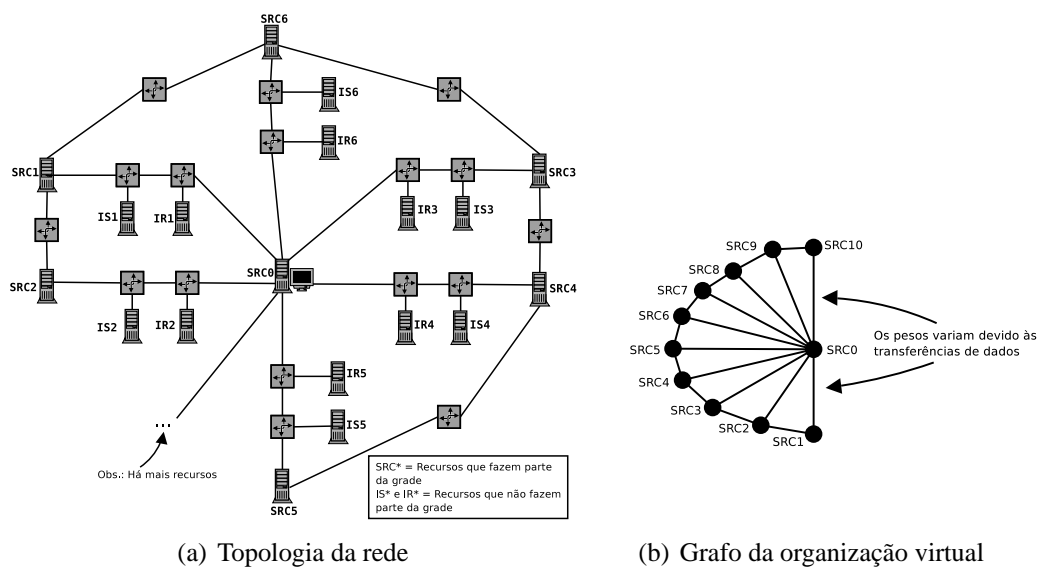 SRC6
IS6
IR6
SRC1
SRC3
IS1
IR1
IR3
IS3
SRC0
SRC2
SRC4
IS2
IR2
IR4
IS4
IR5
IS5
...
Obs.: Há mais recursos
SRC5
SRC* = Recursos que fazem parte
da grade
IS* e IR* = Recursos que não fazem
parte da grade
(a) Topologia da rede
SRC9
SRC10
SRC8
SRC7
SRC6
SRC5
SRC0
SRC4
SRC3
SRC2
SRC1
Os pesos variam devido às
transferências de dados
(b) Grafo da organização virtual